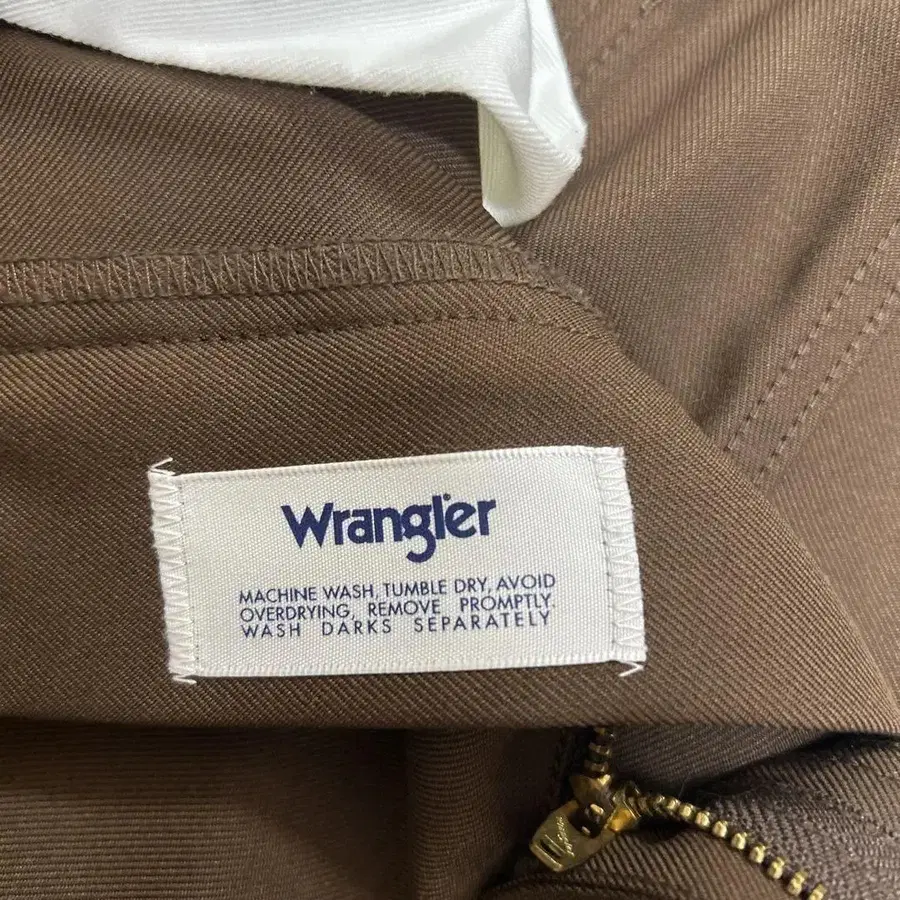 Wrangler
MACHINE WASH, TUMBLE DRY, AVOID
OVERDRYING, REMOVE PROMPTLY.
WASH DARKS SEPARATELY